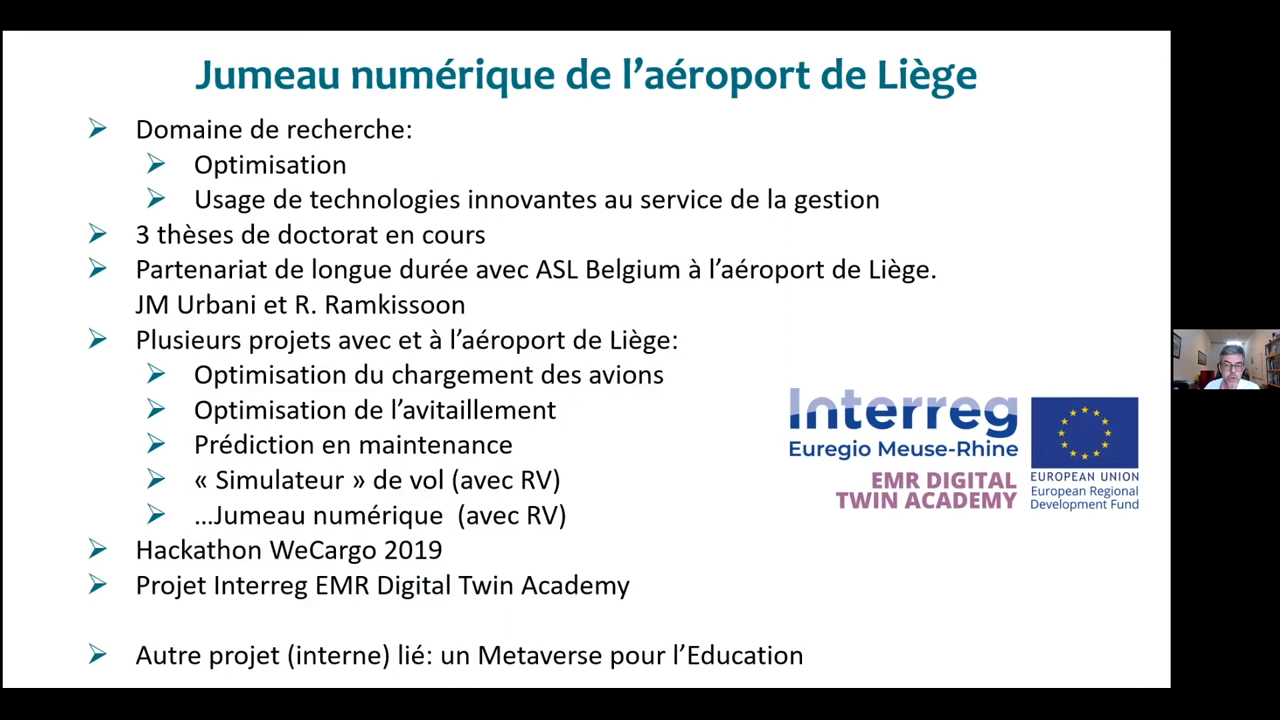 Jumeau numérique de l’aéroport de Liège
Domaine de recherche:
Optimisation
Usage de technologies innovantes au service de la gestion
3 thèses de doctorat en cours
Partenariat de longue durée avec ASL Belgium à l’aéroport de Liège.
JM Urbani et R. Ramkissoon
Plusieurs projets avec et à l’aéroport de Liège:
Optimisation du chargement des avions
Optimisation de l’avitaillement
Prédiction en maintenance
« Simulateur » de vol (avec RV)
...Jumeau numérique (avec RV)
Hackathon WeCargo 2019
Projet Interreg EMR Digital Twin Academy
Autre projet (interne) lié: un Metaverse pour l’Education
Interreg
Euregio Meuse-Rhine
EMR DIGITAL
TWIN ACADEMY
EUROPEAN UNION
European Regional
Development Fund